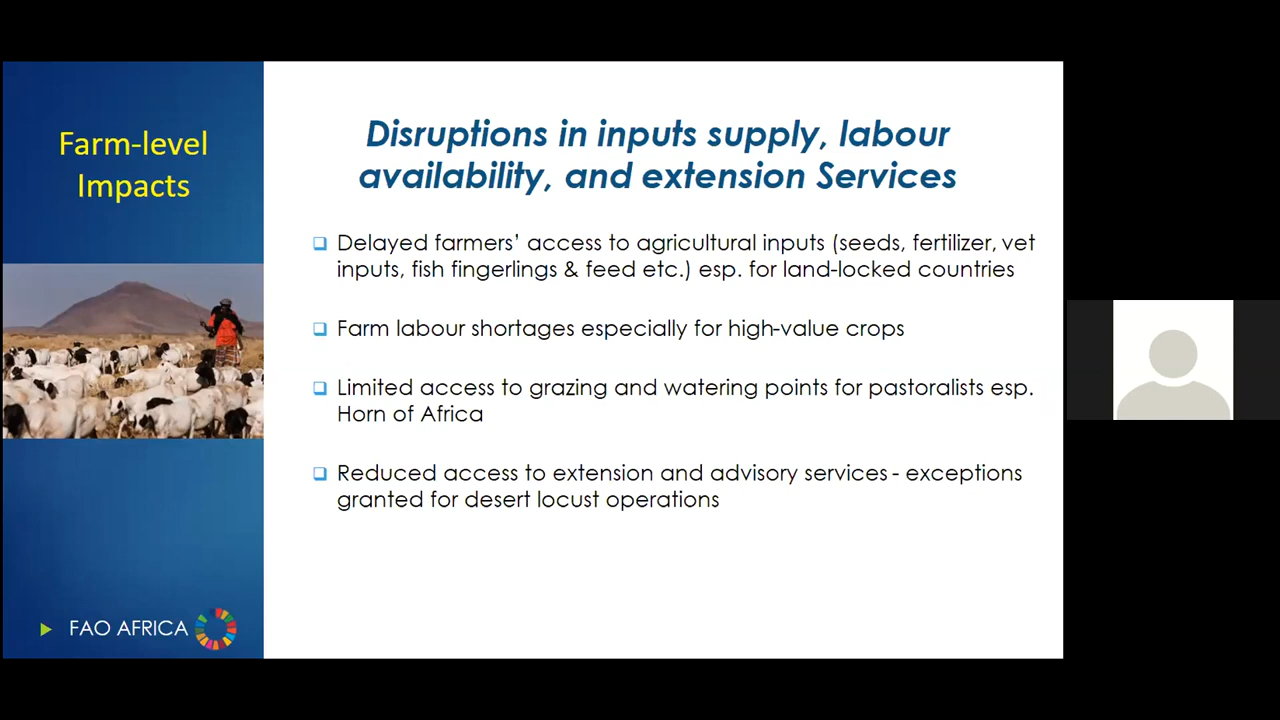 Farm-level
Impacts
Disruptions in inputs supply, labour
availability, and extension Services
Delayed farmers’ access to agricultural inputs (seeds, fertilizer, vet
inputs, fish fingerlings & feed etc.) esp. for land-locked countries
Farm labour shortages especially for high-value crops
Limited access to grazing and watering points for pastoralists esp.
Horn of Africa
Reduced access to extension and advisory services - exceptions
granted for desert locust operations
FAO AFRICA